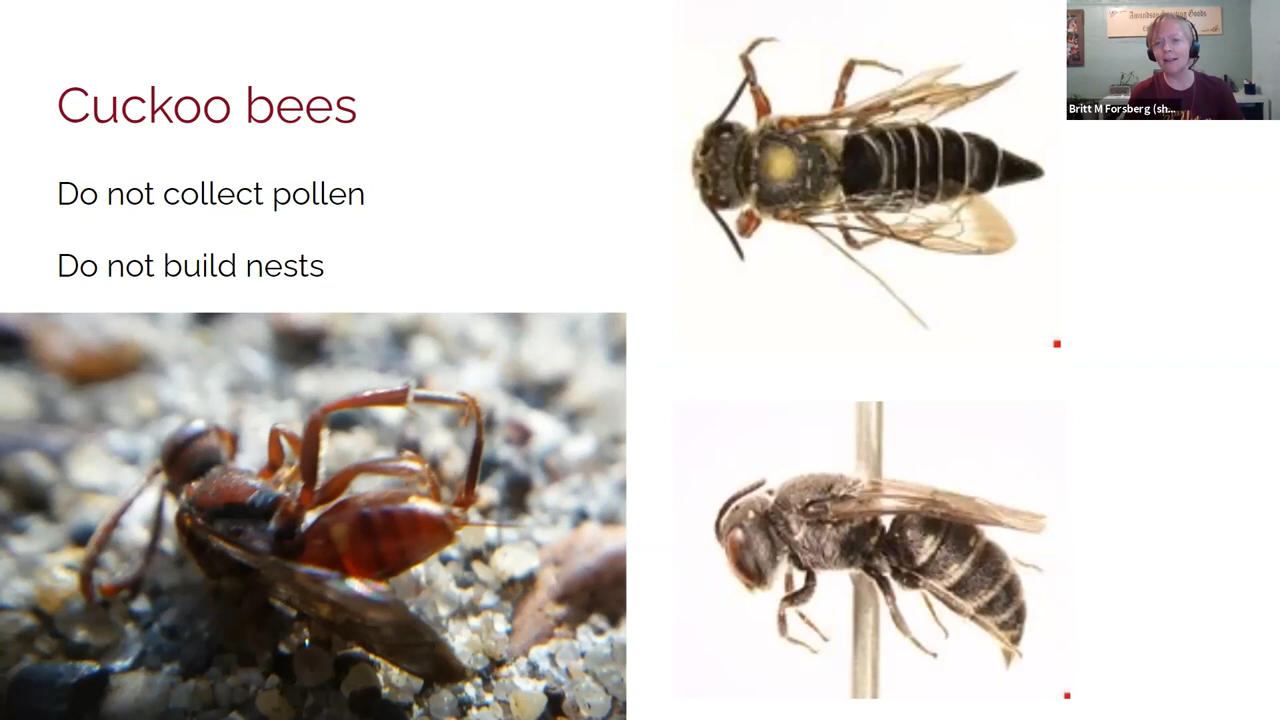 Cuckoo bees
Do not collect pollen
Do not build nests
Britt M Forsberg (sh...